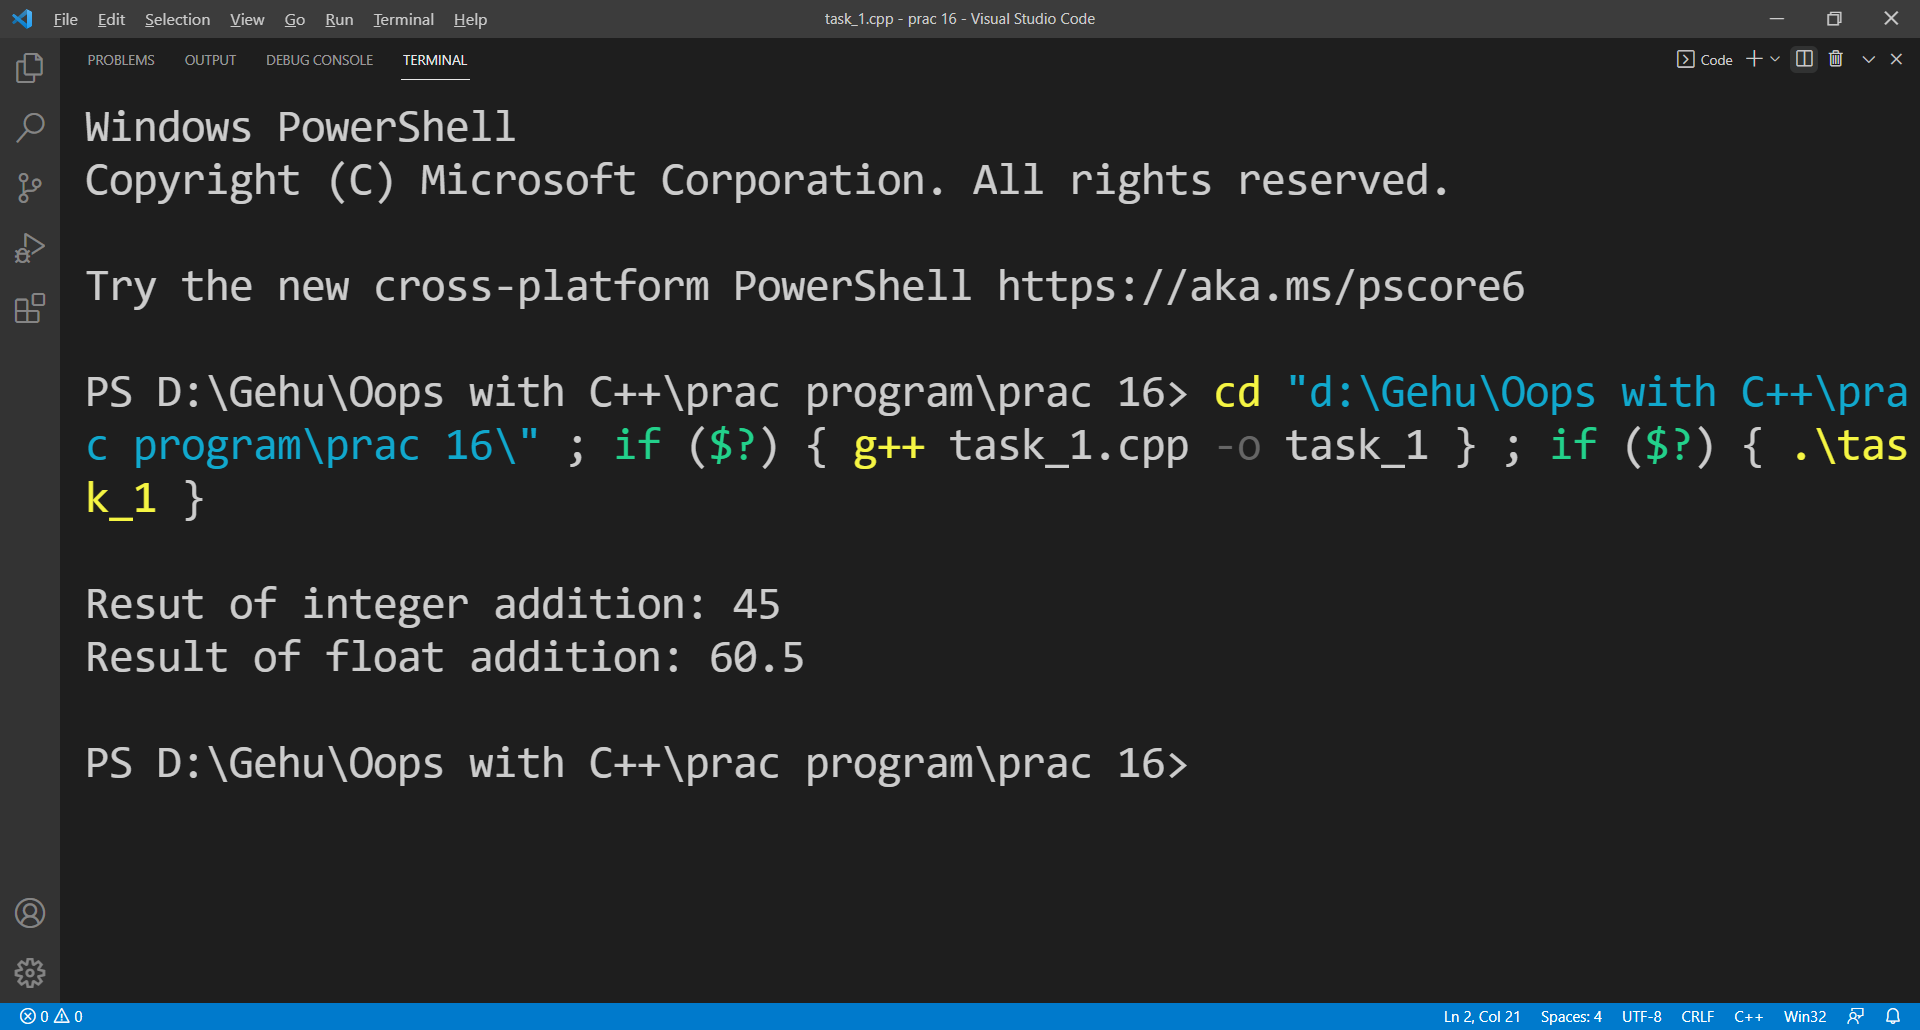 File Edit Selection View Go Run Terminal Help task_1.cpp - prac 16 - Visual Studio Code
PROBLEMS OUTPUT DEBUG CONSOLE TERMINAL Code
Windows PowerShell
Copyright (C) Microsoft Corporation. All rights reserved.
Try the new cross-platform PowerShell https://aka.ms/pscore6
PS D:\Gehu\Oops with C++\prac program\prac 16> cd "d:\Gehu\Oops with C++\pra
c program\prac 16\" ; if ($?) { g++ task_1.cpp -o task_1 } ; if ($?) { .\tas
k_1 }
Resut of integer addition: 45
Result of float addition: 60.5
PS D:\Gehu\Oops with C++\prac program\prac 16>
0 0 Ln 2, Col 21 Spaces: 4 UTF-8 CRLF C++ Win32